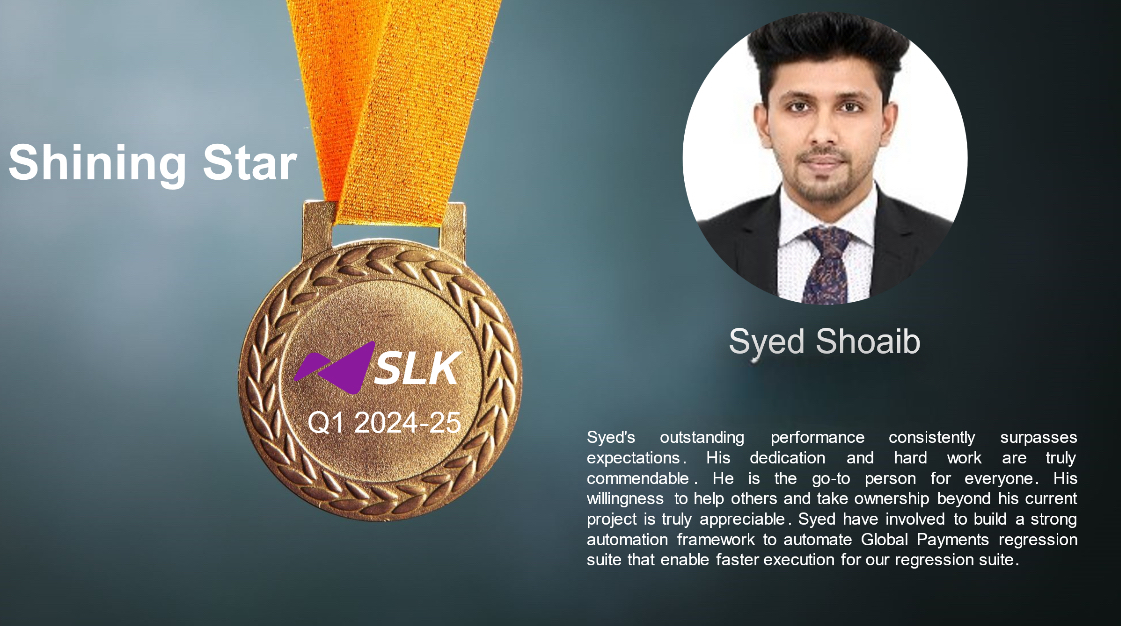 Shining Star
SLK
Q1 2024-25
Syed Shoaib
Syed's outstanding performance consistently surpasses
expectations. His dedication and hard work are truly
commendable. He is the go-to person for everyone. His
willingness to help others and take ownership beyond his current
project is truly appreciable. Syed have involved to build a strong
automation framework to automate Global Payments regression
suite that enable faster execution for our regression suite.